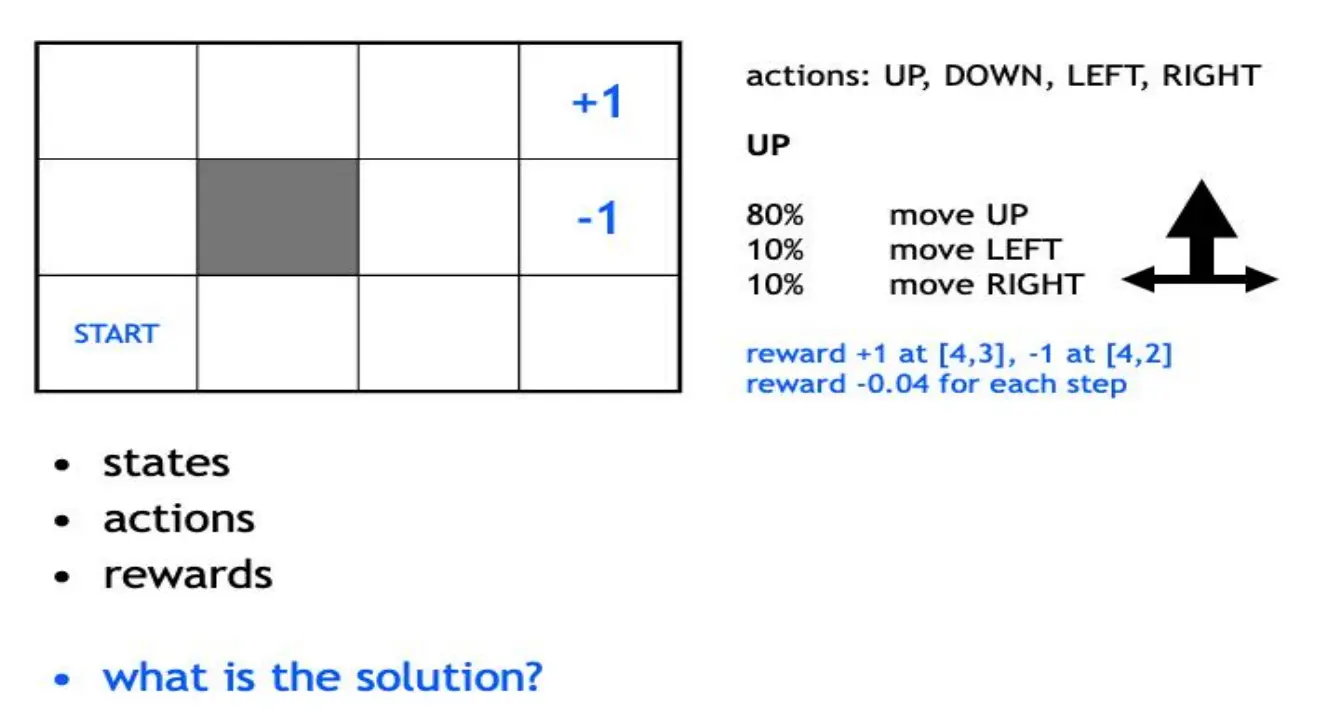 +1
-1
START
actions: UP, DOWN, LEFT, RIGHT
UP
80% move UP
10% move LEFT
10% move RIGHT
reward +1 at [4,3], -1 at [4,2]
reward -0.04 for each step
• states
• actions
• rewards
• what is the solution?